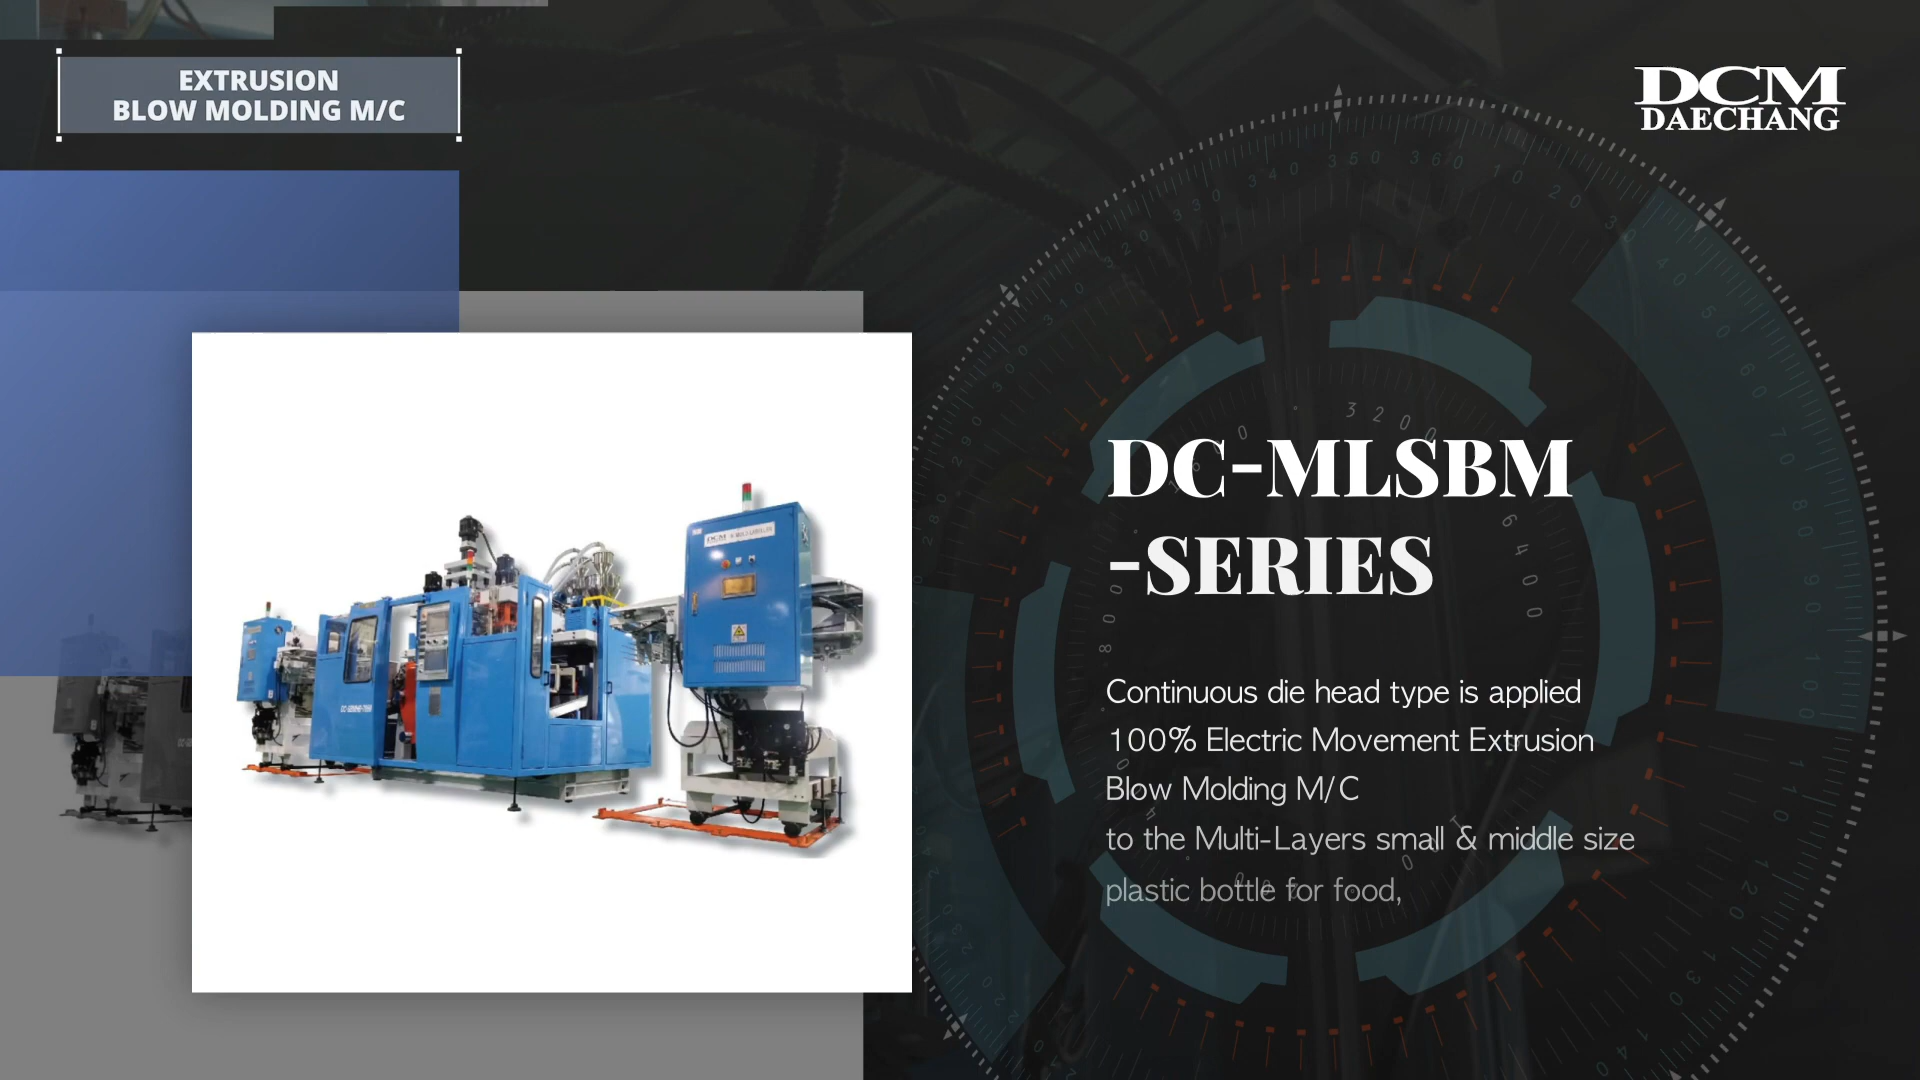 EXTRUSION
BLOW MOLDING M/C
DCM
DAECHANG
DC-MLSBM
-SERIES
Continuous die head type is applied
100% Electric Movement Extrusion
Blow Molding M/C
to the Multi-Layers small & middle size
plastic bottle for food,
DCM